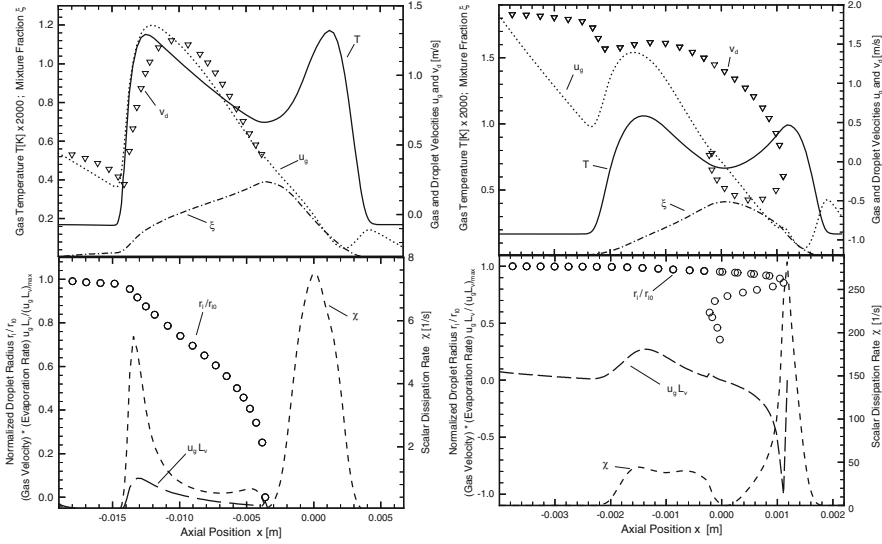 Gas Temperature T[K] x 2000; Mixture Fraction ξ
1.2
1.0
0.8
0.6
0.4
0.2
T
v_d
u_g
ξ
1.5
1.0
0.5
0.0
Gas and Droplet Velocities u_g and v_d [m/s]
Normalized Droplet Radius r_l / r_l0
(Gas Velocity) * (Evaporation Rate) u_g L_v/(u_g L_v)_max
1.0
0.8
0.6
0.4
0.2
0.0
r_l / r_l0
χ
u_g L_v
8
7
6
5
4
2
Scalar Dissipation Rate χ [1/s]
-0.015
-0.010
-0.005
0.000
0.005
Axial Position x [m]
Gas Temperature T[K] x 2000; Mixture Fraction ξ
1.5
1.0
0.5
u_g
v_d
T
ξ
2.0
1.5
1.0
0.5
0.0
-0.5
-1.0
Gas and Droplet Velocities u_g and v_d [m/s]
Normalized Droplet Radius r_l / r_l0
(Gas Velocity) * (Evaporation Rate) u_g L_v / (u_g L_v)_max
1.0
0.5
0.0
-0.5
-1.0
r_l / r_l0
u_g L_v
χ
250
200
150
100
50
0
Scalar Dissipation Rate χ [1/s]
-0.003
-0.002
-0.001
0.000
0.001
0.002
Axial Position x [m]